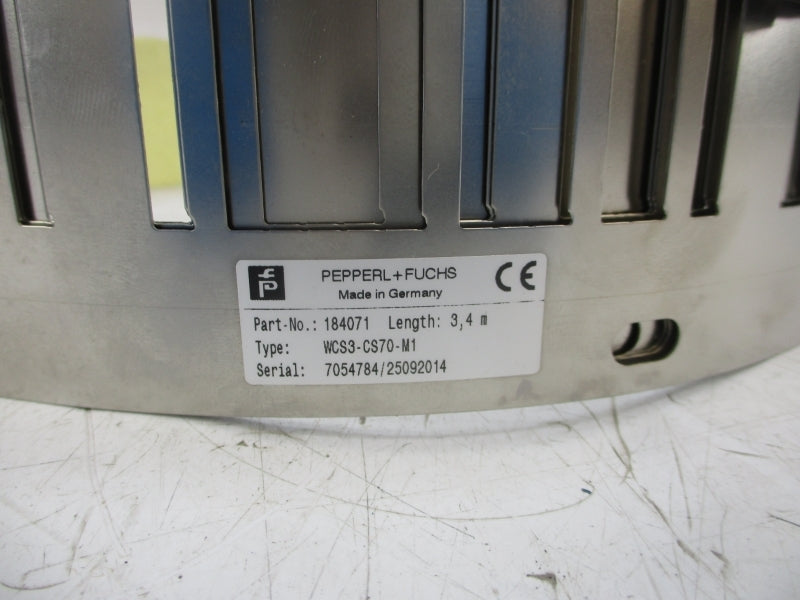 PEPPERL+FUCHS
Made in Germany
CE
Part-No.: 184071 Length: 3,4 m
Type: WCS3-CS70-M1
Serial: 7054784/25092014